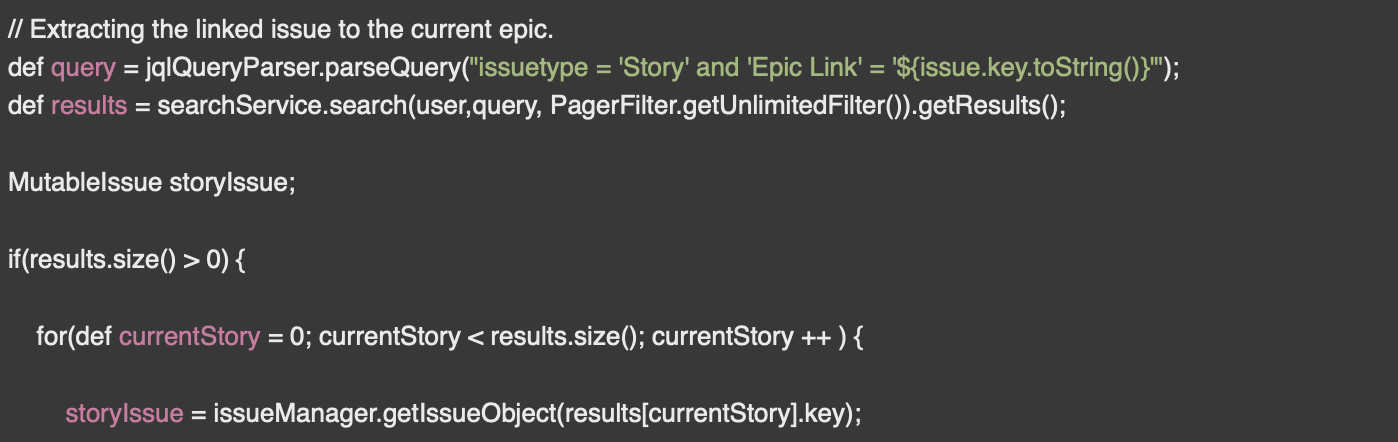 // Extracting the linked issue to the current epic.
def query = jqlQueryParser.parseQuery("issuetype = 'Story' and 'Epic Link' = '${issue.key.toString()}'");
def results = searchService.search(user,query, PagerFilter.getUnlimitedFilter()).getResults();
MutableIssue storyIssue;
if(results.size() > 0) {
for(def currentStory = 0; currentStory < results.size(); currentStory ++ ) {
storyIssue = issueManager.getIssueObject(results[currentStory].key);